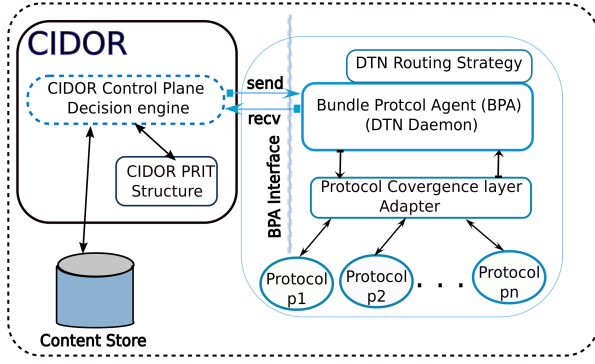 CIDOR
CIDOR Control Plane
Decision engine
CIDOR PRIT
Structure
Content Store
send
recv
BPA Interface
DTN Routing Strategy
Bundle Protcol Agent (BPA)
(DTN Daemon)
Protocol Covergence layer
Adapter
Protocol
p1
Protocol
p2
. . .
Protocol
pn